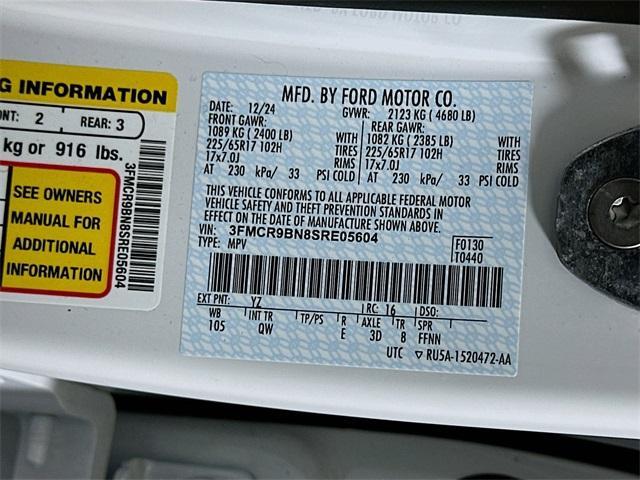 G INFORMATION
NT: 2 REAR: 3
kg or 916 lbs.
SEE OWNERS
MANUAL FOR
ADDITIONAL
INFORMATION
3FMCR9BN8SRE05604
MFD. BY FORD MOTOR CO.
DATE: 12/24 GVWR: 2123 KG ( 4680 LB)
FRONT GAWR: REAR GAWR:
1089 KG ( 2400 LB) WITH 1082 KG ( 2385 LB) WITH
225/65R17 102H TIRES 225/65R17 102H TIRES
17x7.0J RIMS 17x7.0J RIMS
AT 230 kPa/ 33 PSI COLD AT 230 kPa/ 33 PSI COLD
THIS VEHICLE CONFORMS TO ALL APPLICABLE FEDERAL MOTOR
VEHICLE SAFETY AND THEFT PREVENTION STANDARDS IN
EFFECT ON THE DATE OF MANUFACTURE SHOWN ABOVE.
VIN: 3FMCR9BN8SRE05604
TYPE: MPV
F0130
T0440
EXT PNT: YZ RC: 16 DSO:
WB INT TR TP/PS R AXLE TR SPR
105 QW E 3D 8 FFNN
UTC RU5A-1520472-AA